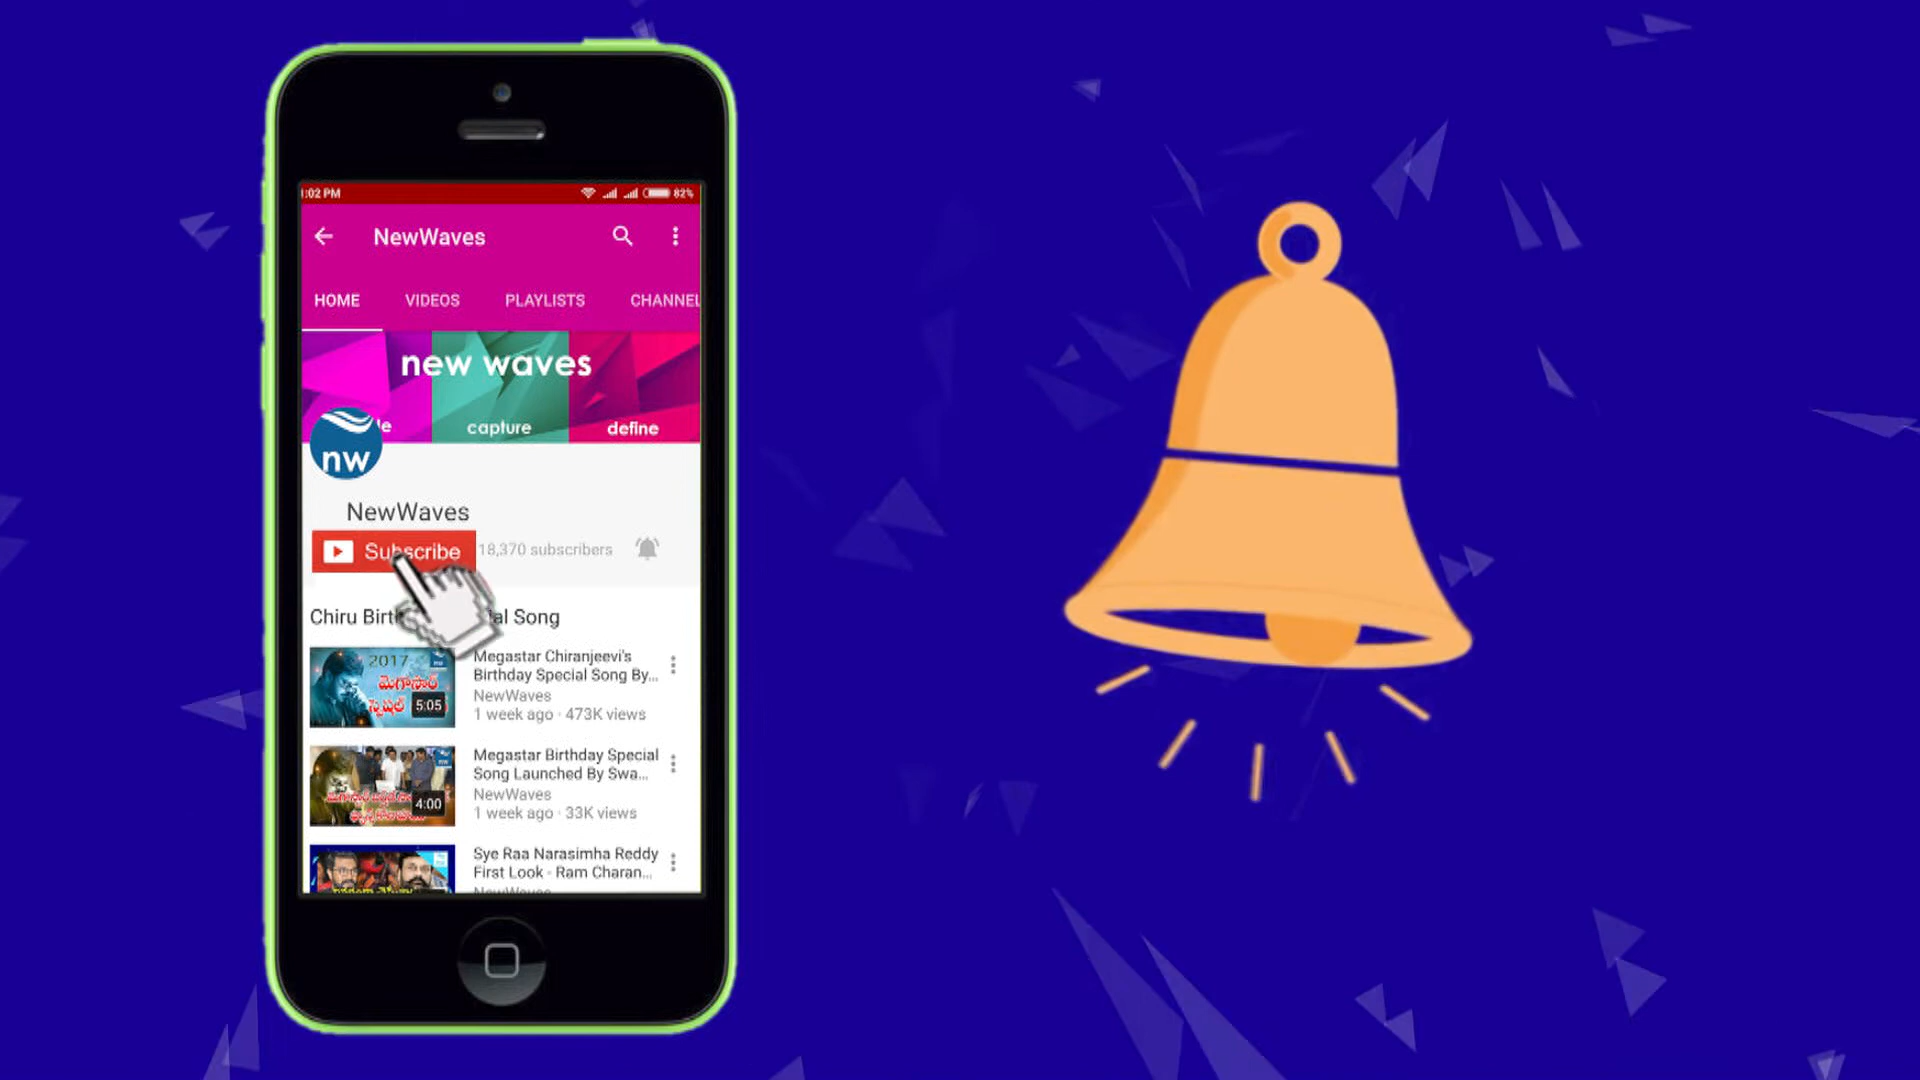 1:02 PM
82%
NewWaves
HOME VIDEOS PLAYLISTS CHANNEL
new waves
le capture define
nw
NewWaves
Subscribe 18,370 subscribers
Chiru Birt al Song
2017
మెగాస్టార్
స్పెషల్
5:05
Megastar Chiranjeevi's
Birthday Special Song By...
NewWaves
1 week ago · 473K views
4:00
Megastar Birthday Special
Song Launched By Swa...
NewWaves
1 week ago · 33K views
Sye Raa Narasimha Reddy
First Look - Ram Charan...
NewWaves